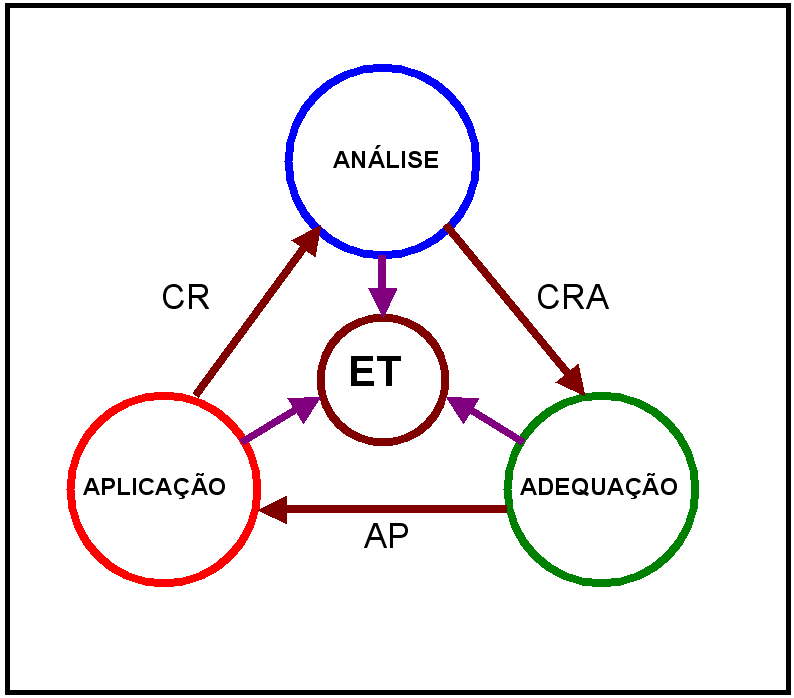 ANÁLISE
CR
CRA
ET
APLICAÇÃO
ADEQUAÇÃO
AP